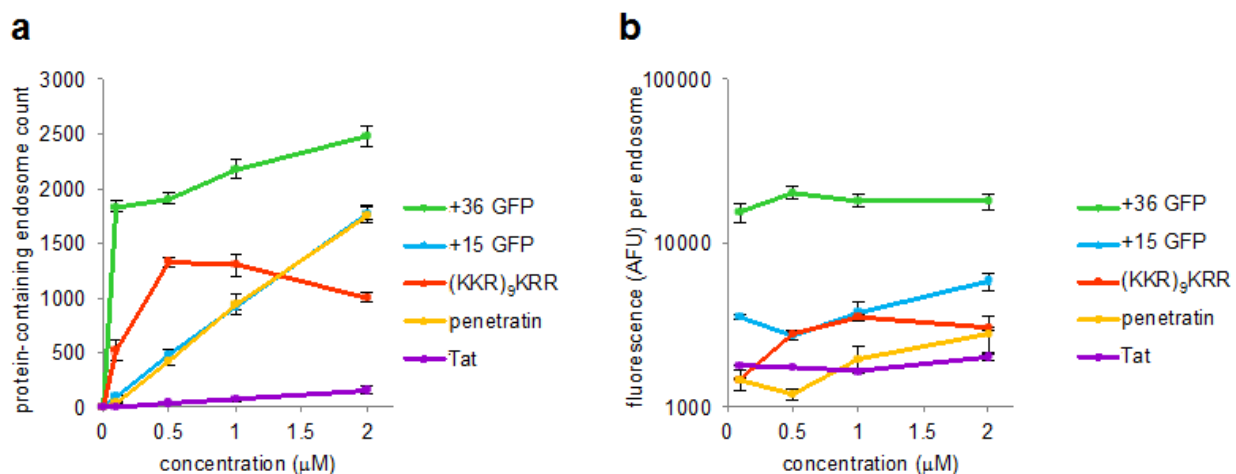 a
protein-containing endosome count
3000
2500
2000
1500
1000
500
0
0 0.5 1 1.5 2
concentration (μM)
+36 GFP
+15 GFP
(KKR)₉KRR
penetratin
Tat
b
fluorescence (AFU) per endosome
100000
10000
1000
0 0.5 1 1.5 2
concentration (μM)
+36 GFP
+15 GFP
(KKR)₉KRR
penetratin
Tat